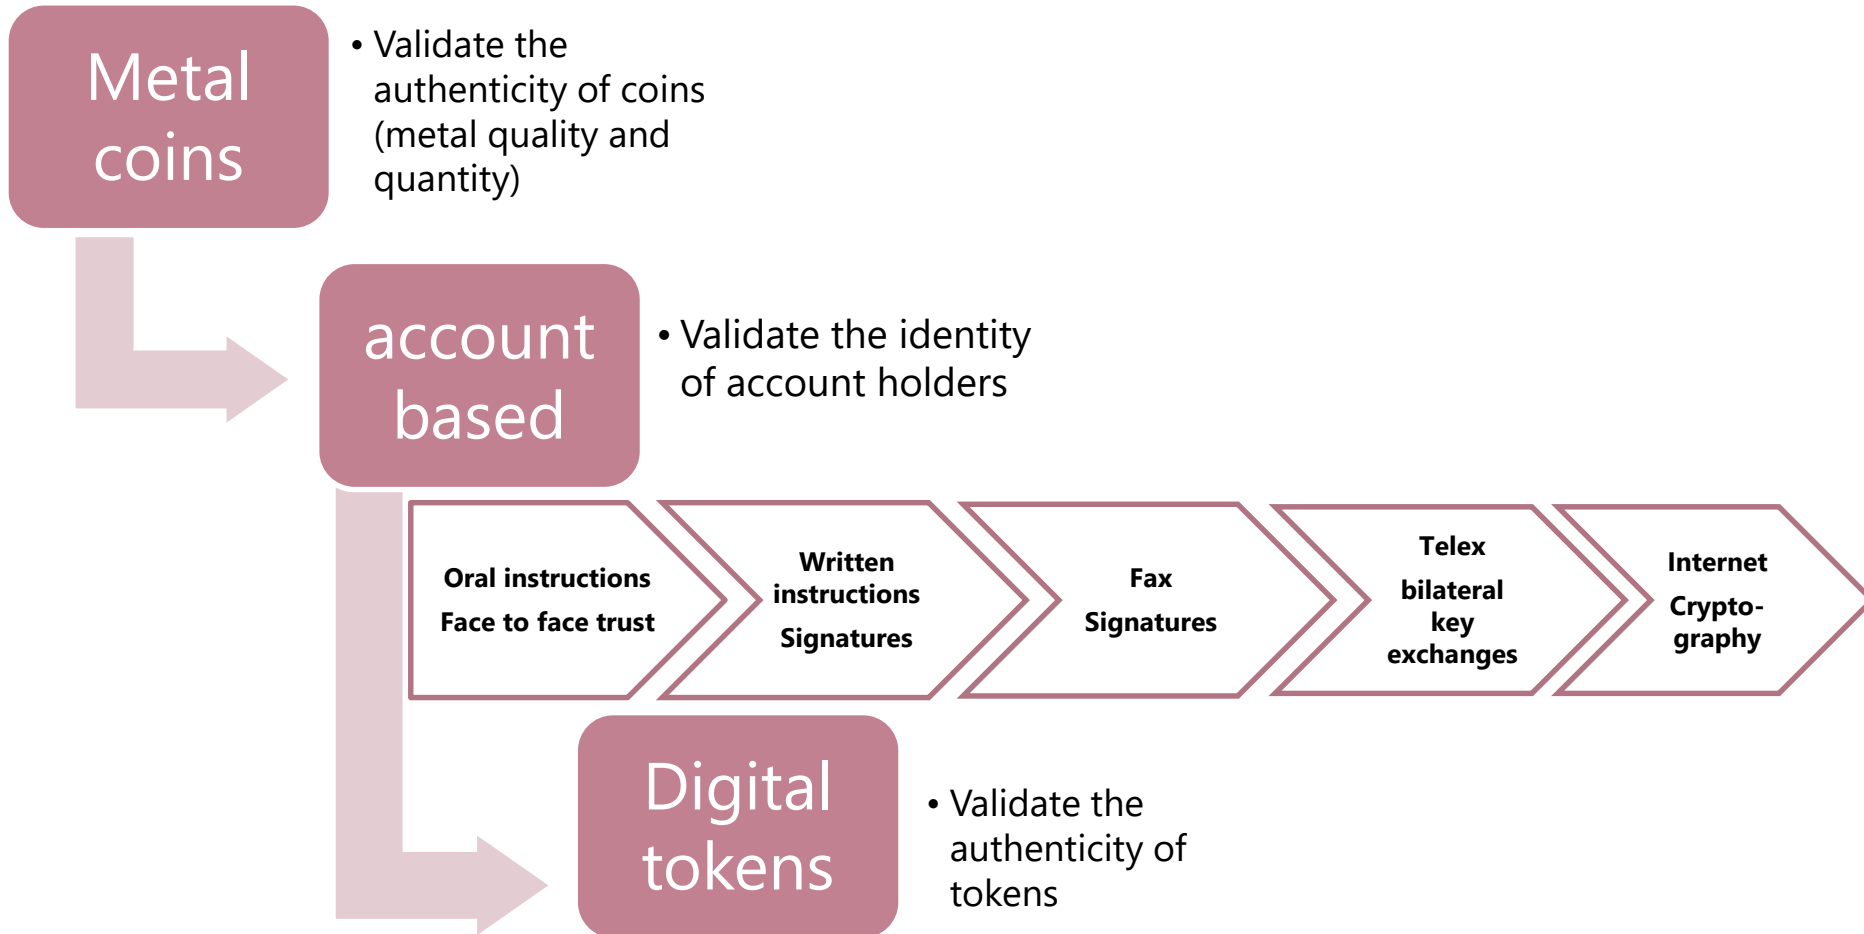 Metal
coins
• Validate the
authenticity of coins
(metal quality and
quantity)
account
based
• Validate the identity
of account holders
Oral instructions
Face to face trust
Written
instructions
Signatures
Fax
Signatures
Telex
bilateral
key
exchanges
Internet
Crypto-
graphy
Digital
tokens
• Validate the
authenticity of
tokens